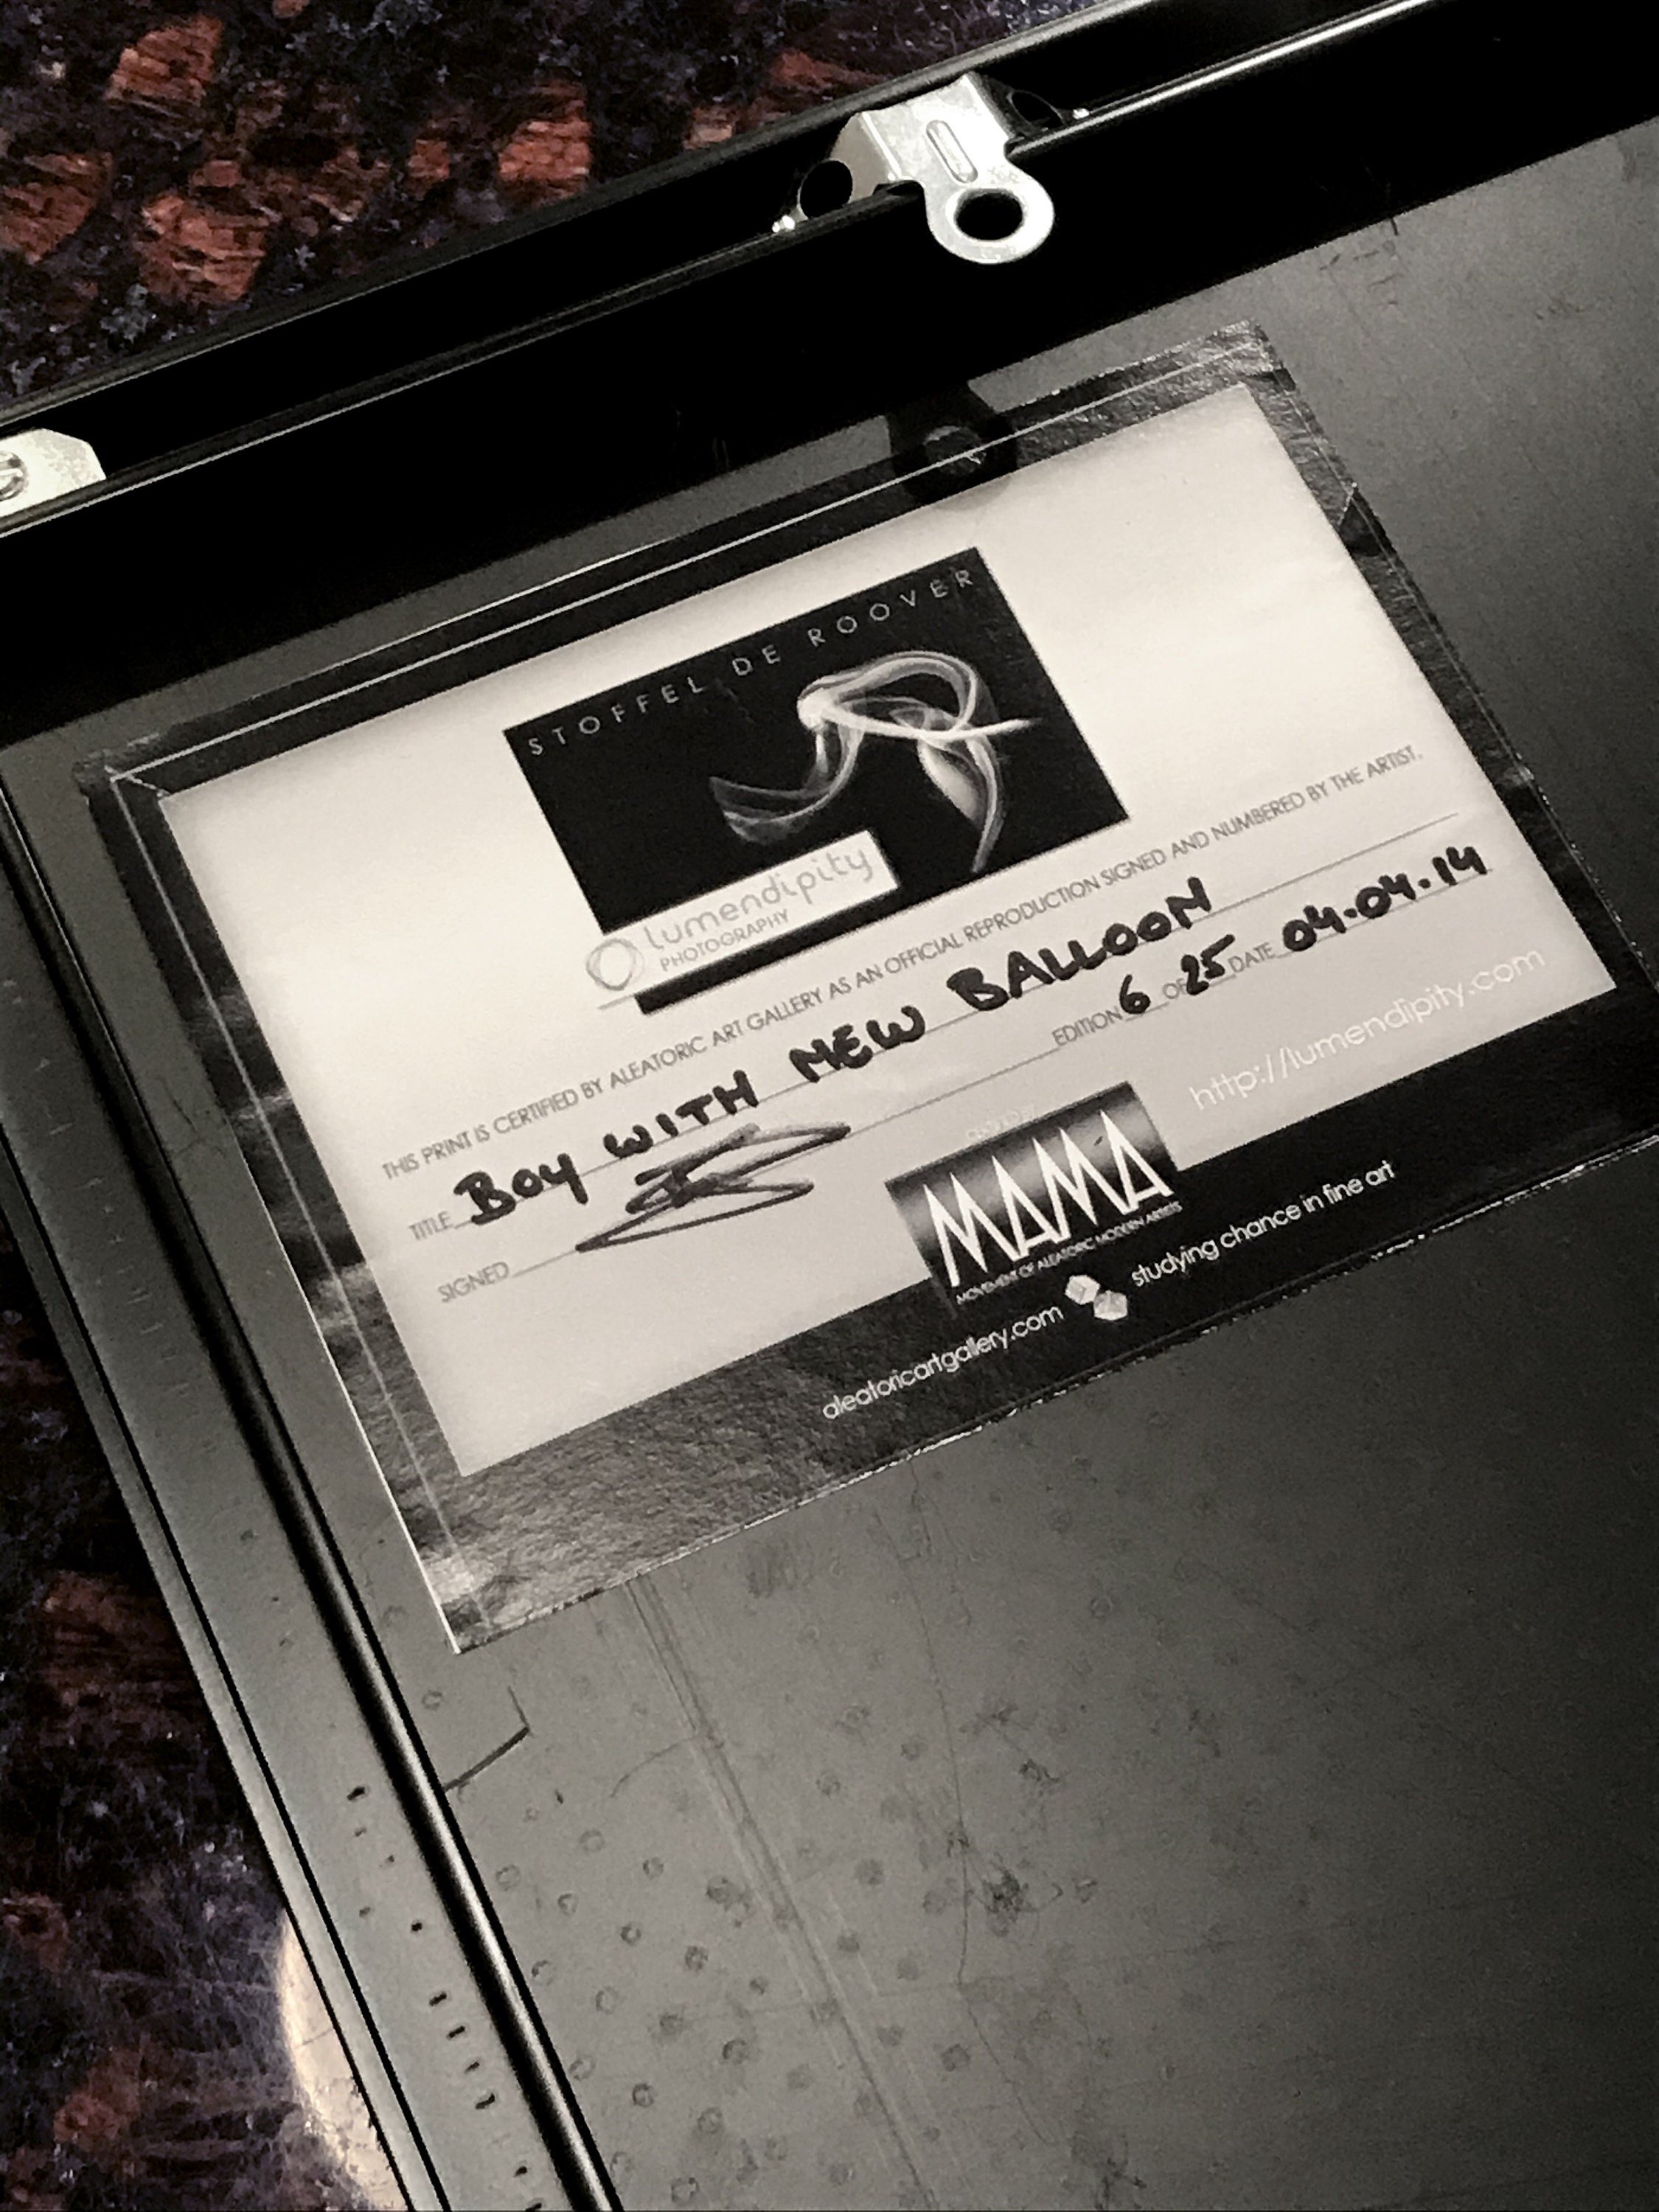 STOFFEL DE ROOVER
lumendipity
PHOTOGRAPHY
THIS PRINT IS CERTIFIED BY ALEATORIC ART GALLERY AS AN OFFICIAL REPRODUCTION SIGNED AND NUMBERED BY THE ARTIST.
TITLE BOY WITH NEW BALLOON
SIGNED EDITION 6 OF 25 DATE 04.04.14
http://lumendipity.com
MAMA
MOVEMENT OF ALEATORIC MODERN ARTISTS
aleatoricartgallery.com studying chance in fine art